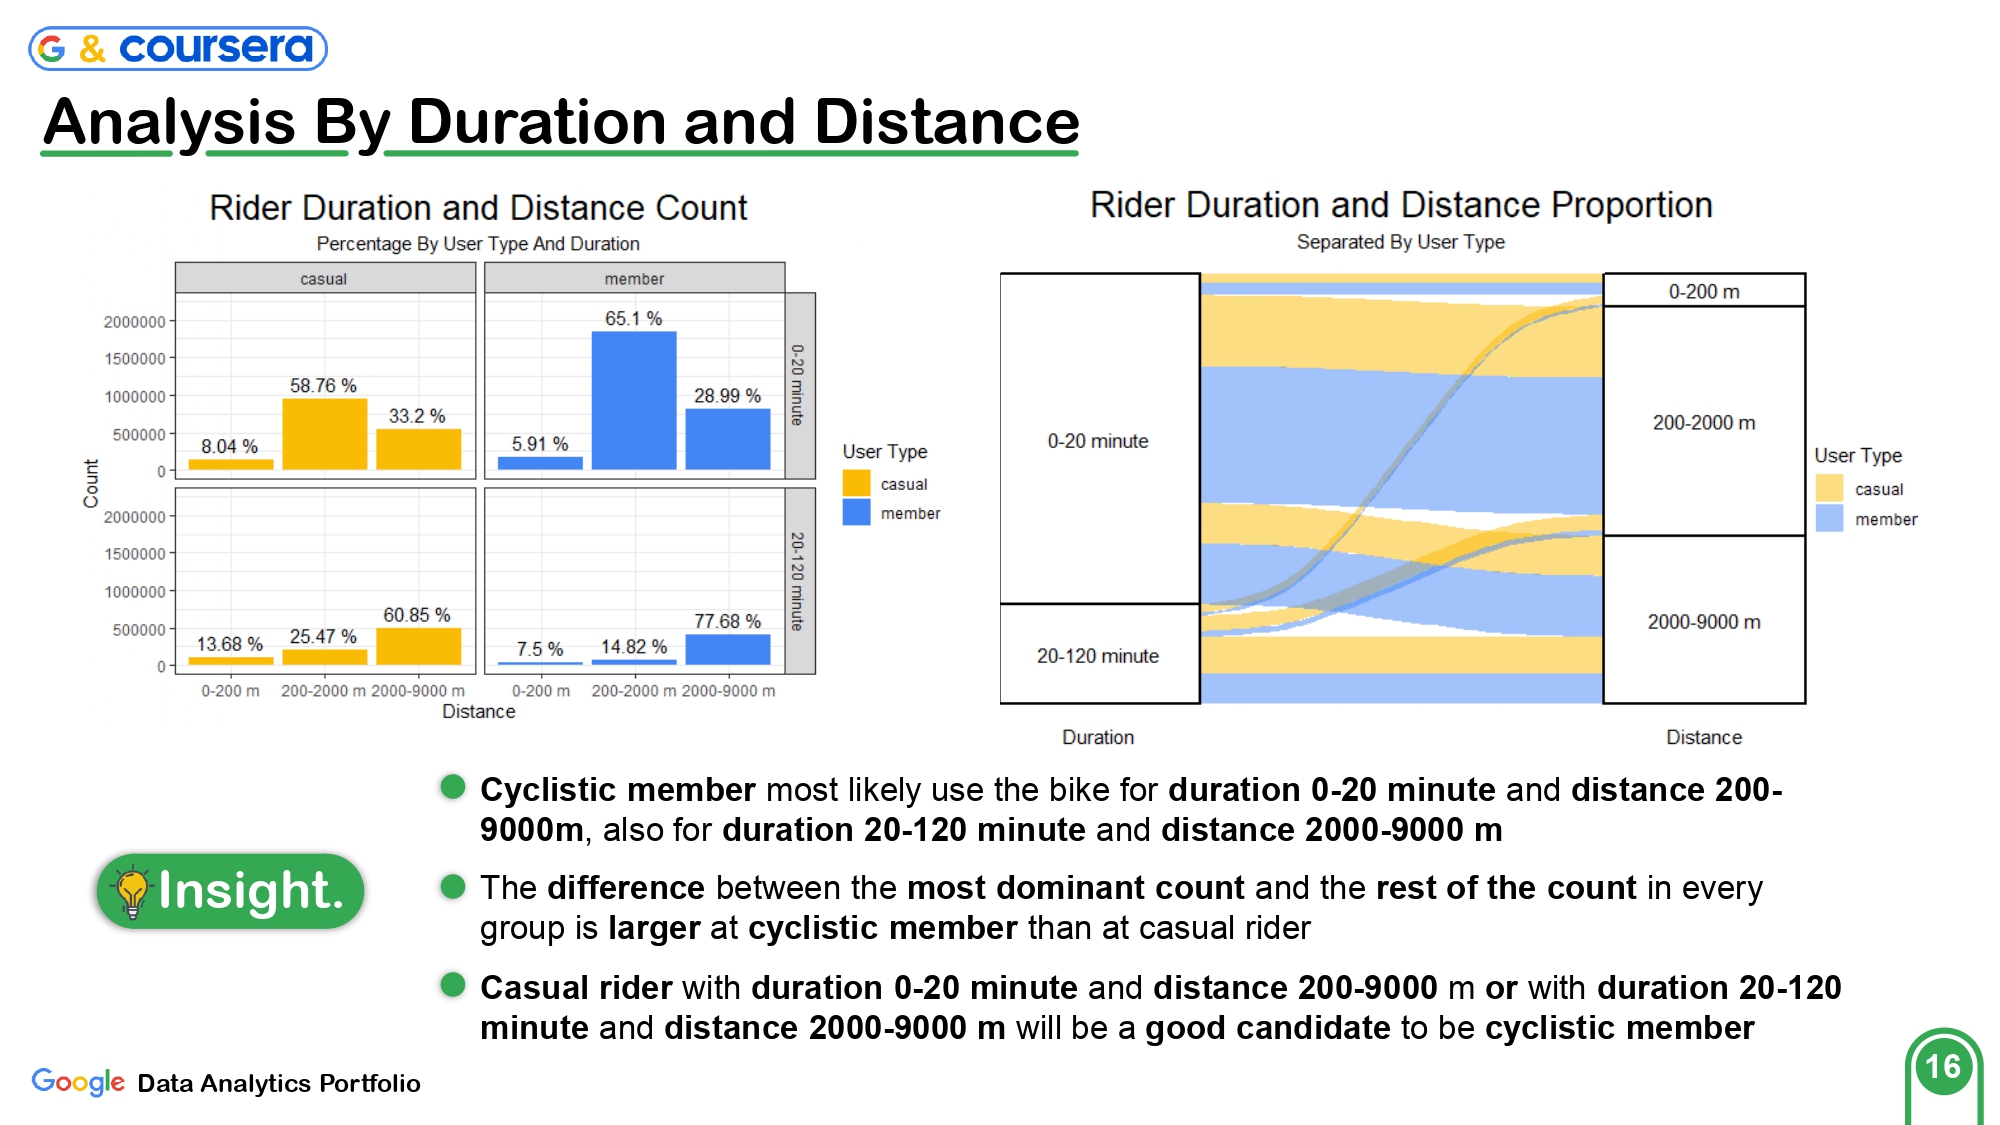 G & coursera
Analysis By Duration and Distance
Rider Duration and Distance Count
Percentage By User Type And Duration
casual
member
2000000
1500000
1000000
500000
0
8.04 %
58.76 %
33.2 %
5.91 %
65.1 %
28.99 %
0-20 minute
Count
2000000
1500000
1000000
500000
0
13.68 %
25.47 %
60.85 %
7.5 %
14.82 %
77.68 %
20-120 minute
0-200 m
200-2000 m
2000-9000 m
0-200 m
200-2000 m
2000-9000 m
Distance
User Type
casual
member
Rider Duration and Distance Proportion
Separated By User Type
0-20 minute
20-120 minute
0-200 m
200-2000 m
2000-9000 m
Duration
Distance
User Type
casual
member
Insight.
Cyclistic member most likely use the bike for duration 0-20 minute and distance 200-
9000m, also for duration 20-120 minute and distance 2000-9000 m
The difference between the most dominant count and the rest of the count in every
group is larger at cyclistic member than at casual rider
Casual rider with duration 0-20 minute and distance 200-9000 m or with duration 20-120
minute and distance 2000-9000 m will be a good candidate to be cyclistic member
Google Data Analytics Portfolio
16